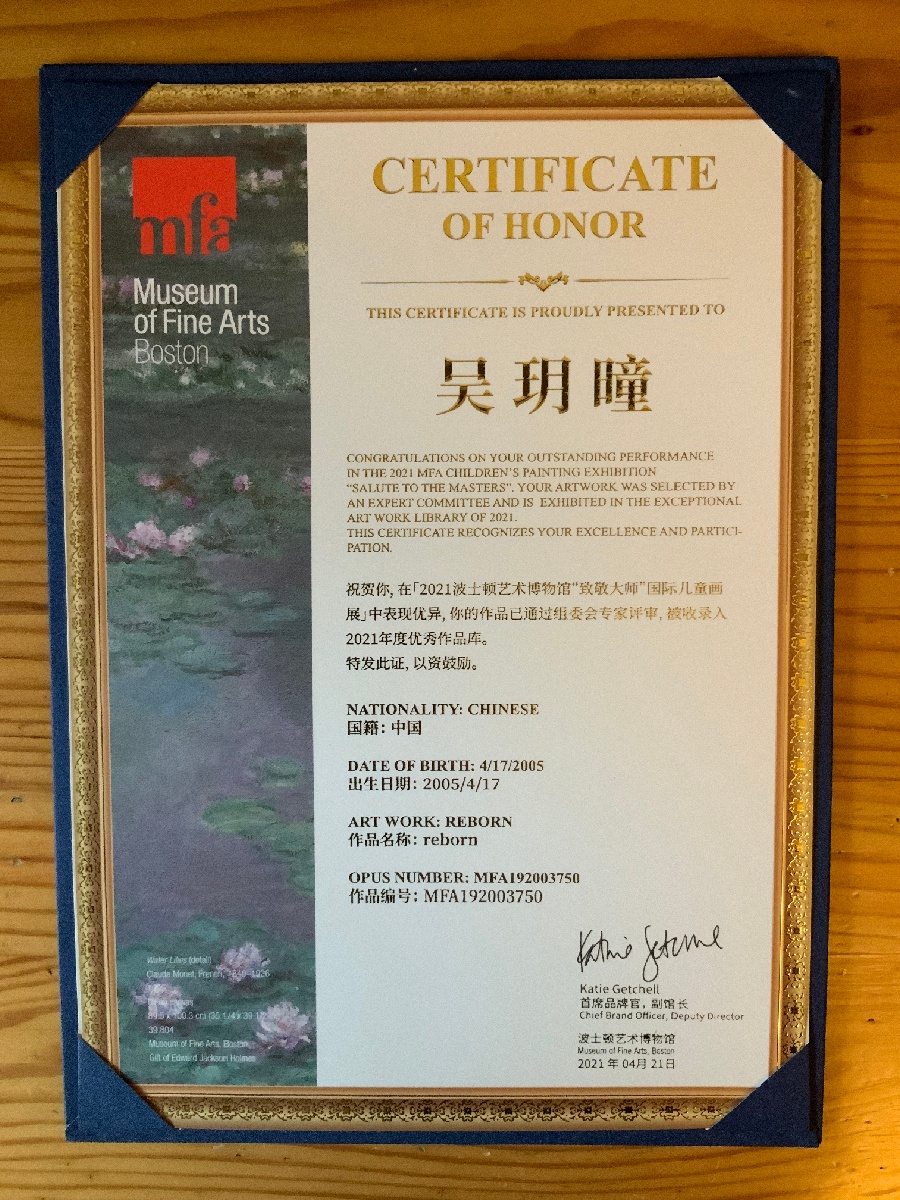 mfa
Museum
of Fine Arts
Boston
CERTIFICATE
OF HONOR
THIS CERTIFICATE IS PROUDLY PRESENTED TO
吴玥曈
CONGRATULATIONS ON YOUR OUTSTANDING PERFORMANCE
IN THE 2021 MFA CHILDREN'S PAINTING EXHIBITION
“SALUTE TO THE MASTERS”. YOUR ARTWORK WAS SELECTED BY
AN EXPERT COMMITTEE AND IS EXHIBITED IN THE EXCEPTIONAL
ART WORK LIBRARY OF 2021.
THIS CERTIFICATE RECOGNIZES YOUR EXCELLENCE AND PARTICI-
PATION.
祝贺你, 在「2021波士顿艺术博物馆“致敬大师”国际儿童画
展」中表现优异, 你的作品已通过组委会专家评审, 被收录入
2021年度优秀作品库。
特发此证, 以资鼓励。
NATIONALITY: CHINESE
国籍: 中国
DATE OF BIRTH: 4/17/2005
出生日期: 2005/4/17
ART WORK: REBORN
作品名称: reborn
OPUS NUMBER: MFA192003750
作品编号: MFA192003750
Katie Getchell
Katie Getchell
首席品牌官, 副馆长
Chief Brand Officer, Deputy Director
波士顿艺术博物馆
Museum of Fine Arts, Boston
2021 年 04月 21日
Water Lilies (detail)
Claude Monet, French, 1840–1926
Oil on canvas
39.804
Museum of Fine Arts, Boston
Gift of Edward Jackson Holmes